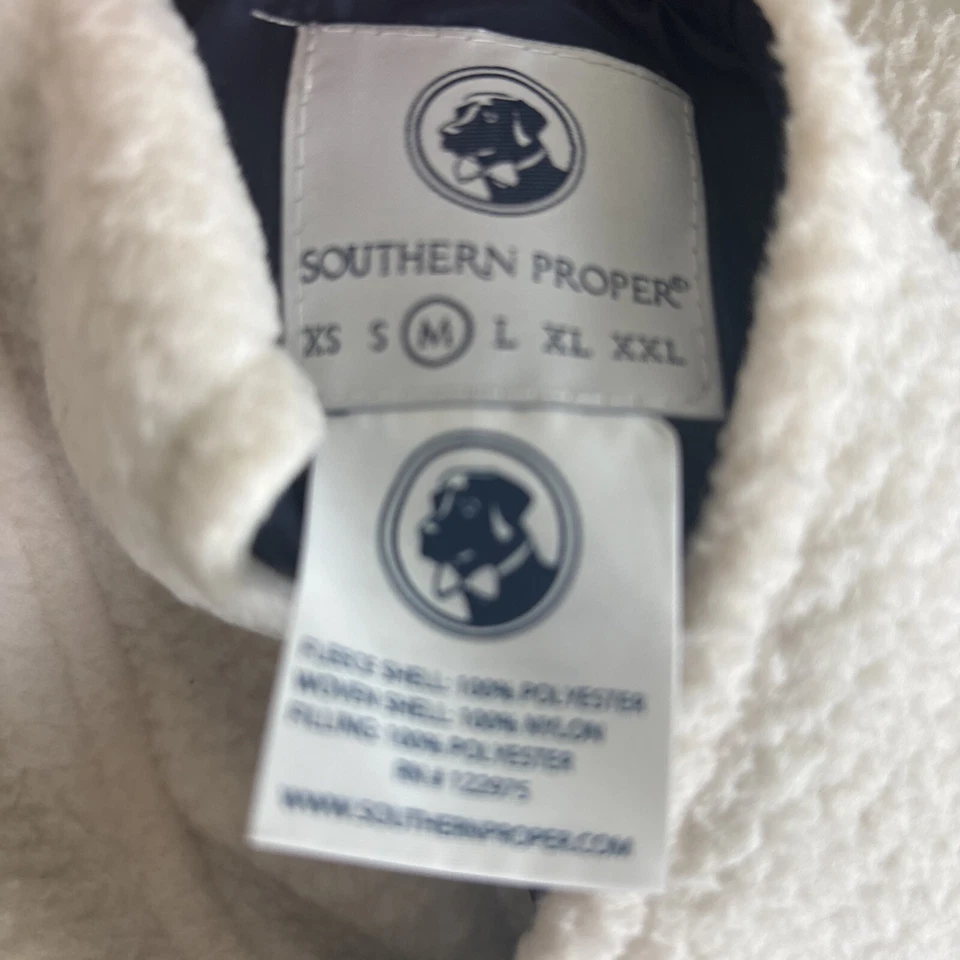 SOUTHERN PROPER®
XS S M L XL XXL
FLEECE SHELL: 100% POLYESTER
WOVEN SHELL: 100% NYLON
FILLING: 100% POLYESTER
RN# 122975
WWW.SOUTHERNPROPER.COM